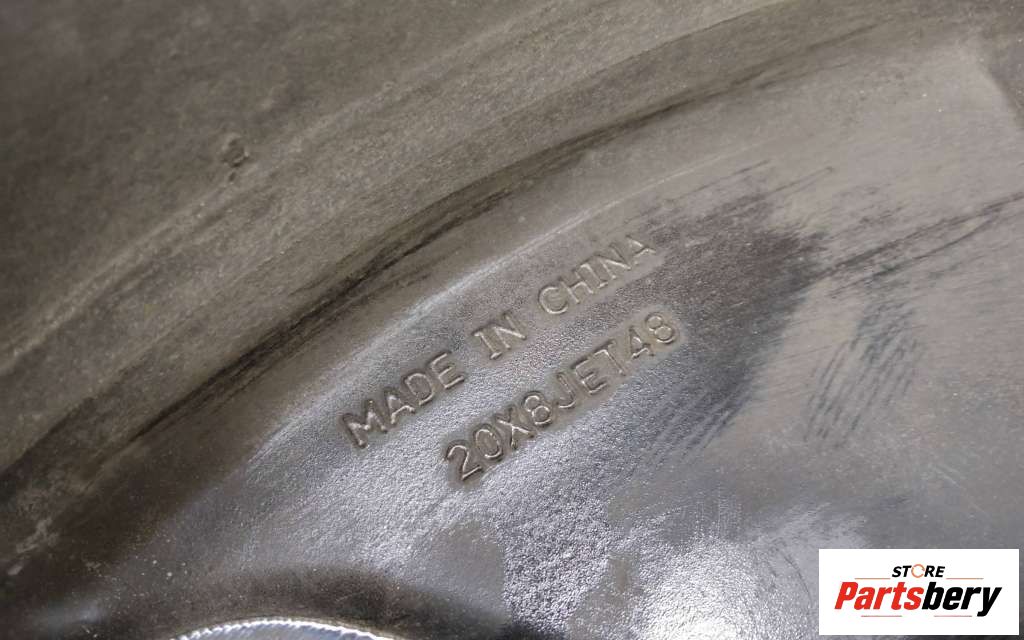 MADE IN CHINA
20X8JET48
STORE
Partsbery